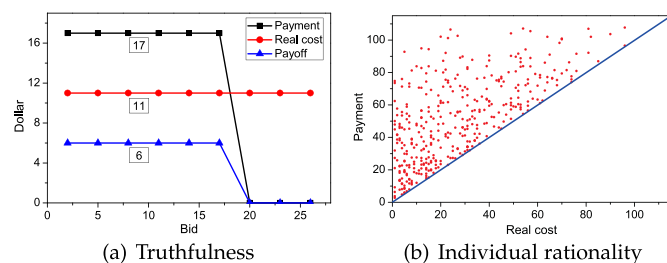 Payment
Real cost
Payoff
17
11
6
16
12
8
4
0
Dollar
0
5
10
15
20
25
Bid
(a) Truthfulness
100
80
60
40
20
0
Payment
0
20
40
60
80
100
Real cost
(b) Individual rationality